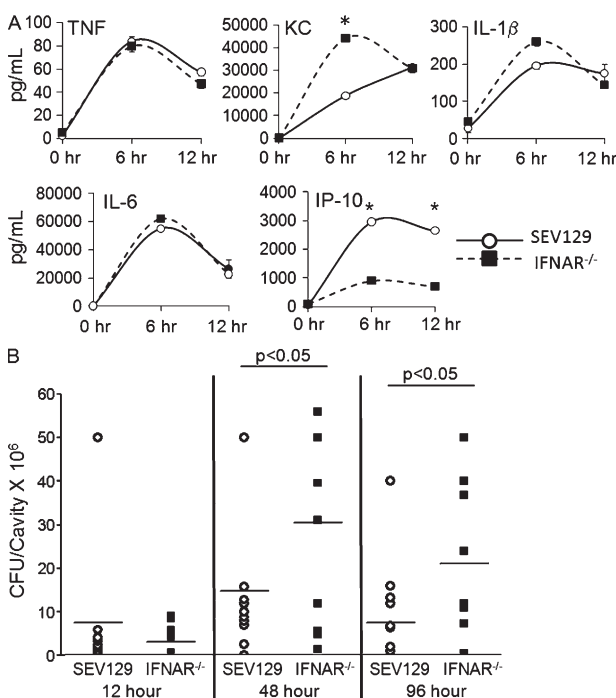 A
TNF
pg/mL
120
100
80
60
40
20
0
0 hr 6 hr 12 hr
KC
*
50000
40000
30000
20000
10000
0
0 hr 6 hr 12 hr
IL-1β
300
200
100
0
0 hr 6 hr 12 hr
IL-6
pg/mL
80000
60000
40000
20000
0
0 hr 6 hr 12 hr
IP-10
* *
4000
3000
2000
1000
0
0 hr 6 hr 12 hr
SEV129
IFNAR-/-
B
CFU/Cavity X 10⁶
60
50
40
30
20
10
0
p<0.05
p<0.05
SEV129 IFNAR-/- SEV129 IFNAR-/- SEV129 IFNAR-/-
12 hour 48 hour 96 hour